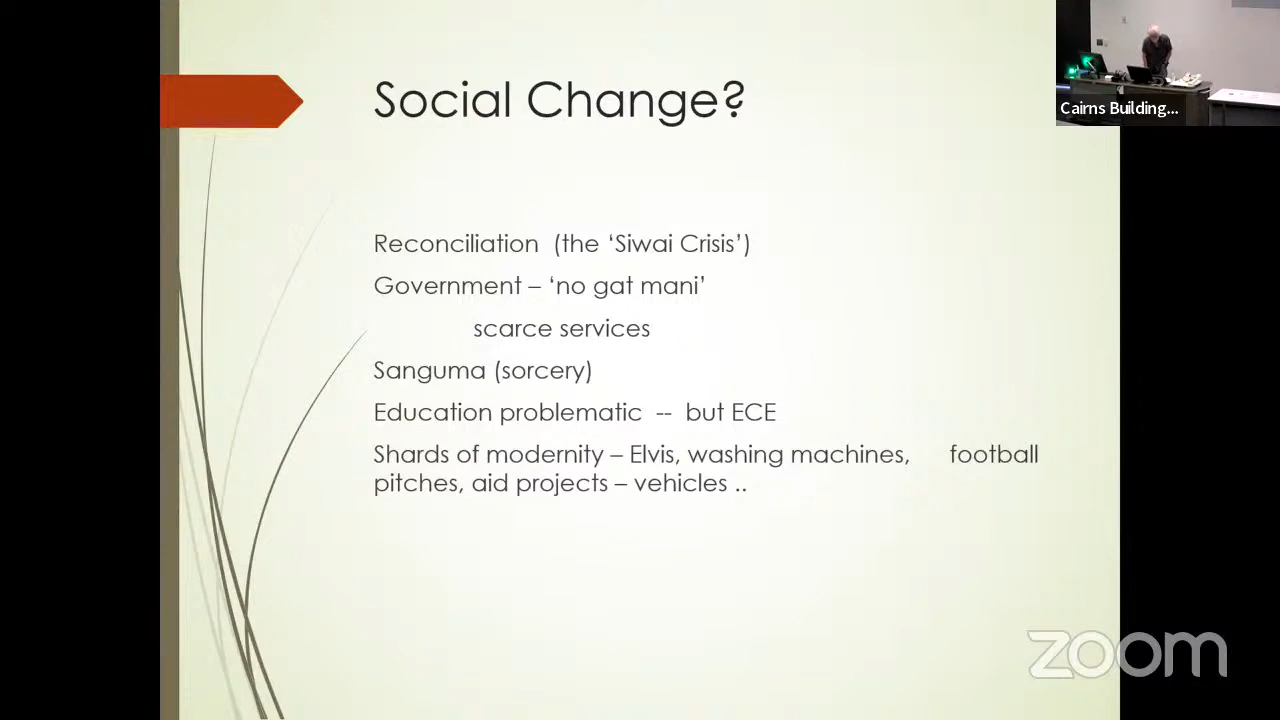 Social Change?
Cairns Building...
Reconciliation (the ‘Siwai Crisis’)
Government – ‘no gat mani’
scarce services
Sanguma (sorcery)
Education problematic -- but ECE
Shards of modernity – Elvis, washing machines, football
pitches, aid projects – vehicles ..
zoom